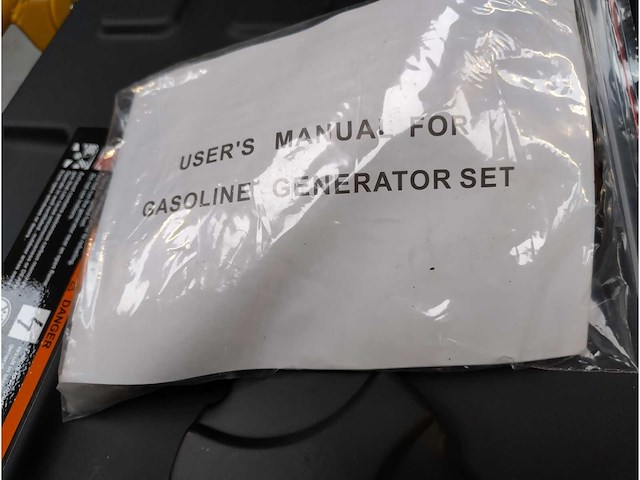 USER'S MANUAL FOR
GASOLINE GENERATOR SET
DANGER